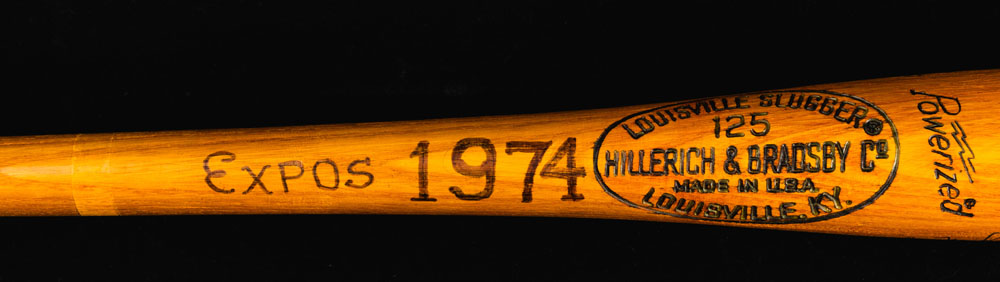 Expos 1974
LOUISVILLE SLUGGER®
125
HILLERICH & BRADSBY Cº
MADE IN U.S.A.
LOUISVILLE, KY.
Powerized®